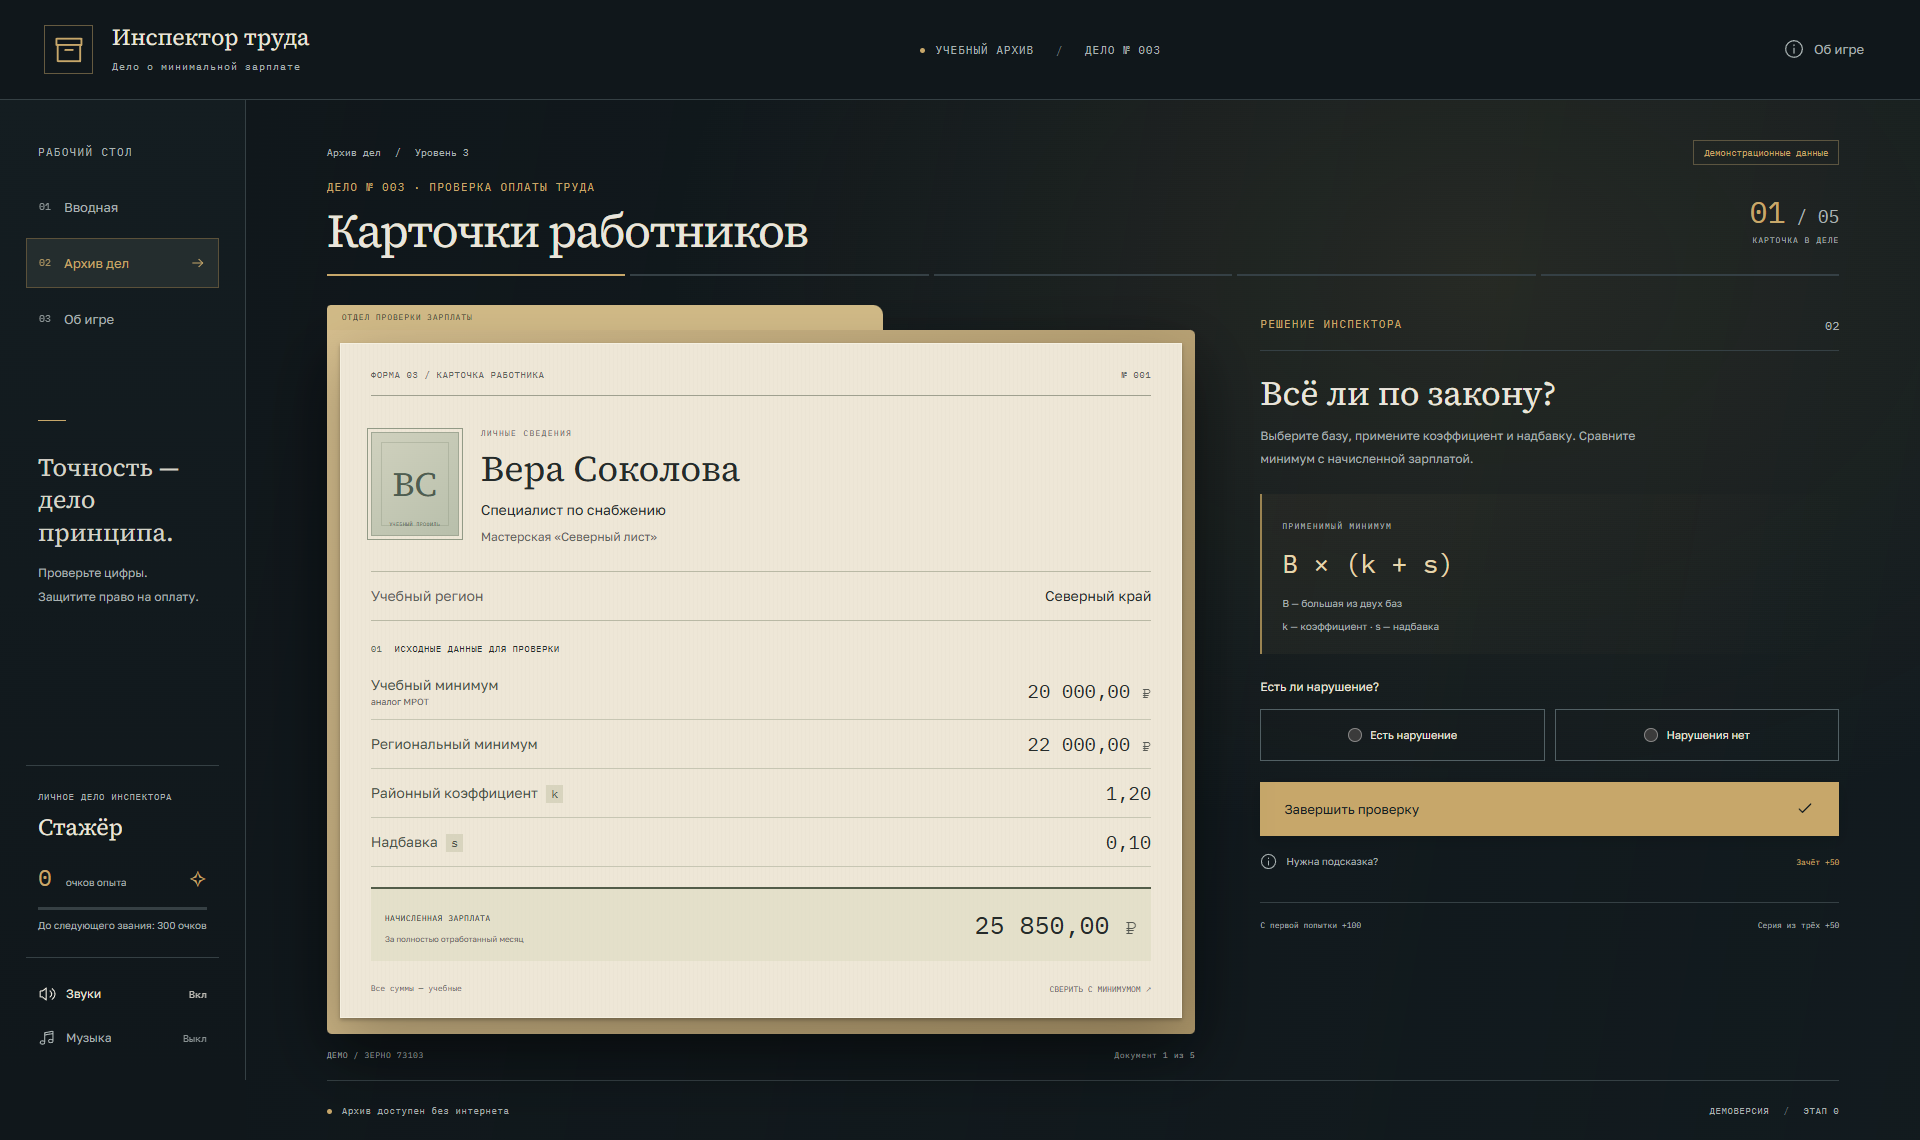 Инспектор труда
Дело о минимальной зарплате
УЧЕБНЫЙ АРХИВ / ДЕЛО № 003
Об игре
РАБОЧИЙ СТОЛ
01 Вводная
02 Архив дел →
03 Об игре
Точность —
дело
принципа.
Проверьте цифры.
Защитите право на оплату.
ЛИЧНОЕ ДЕЛО ИНСПЕКТОРА
Стажёр
0 очков опыта
До следующего звания: 300 очков
Звуки Вкл
Музыка Выкл
Архив дел / Уровень 3
Демонстрационные данные
ДЕЛО № 003 · ПРОВЕРКА ОПЛАТЫ ТРУДА
Карточки работников
01 / 05
КАРТОЧКА В ДЕЛЕ
ОТДЕЛ ПРОВЕРКИ ЗАРПЛАТЫ
ФОРМА 03 / КАРТОЧКА РАБОТНИКА № 001
ВС
УЧЕБНЫЙ ПРОФИЛЬ
ЛИЧНЫЕ СВЕДЕНИЯ
Вера Соколова
Специалист по снабжению
Мастерская «Северный лист»
Учебный регион Северный край
01 ИСХОДНЫЕ ДАННЫЕ ДЛЯ ПРОВЕРКИ
Учебный минимум 20 000,00 ₽
аналог МРОТ
Региональный минимум 22 000,00 ₽
Районный коэффициент k 1,20
Надбавка s 0,10
НАЧИСЛЕННАЯ ЗАРПЛАТА 25 850,00 ₽
За полностью отработанный месяц
Все суммы — учебные СВЕРИТЬ С МИНИМУМОМ ↗
ДЕМО / ЗЕРНО 73103 Документ 1 из 5
РЕШЕНИЕ ИНСПЕКТОРА 02
Всё ли по закону?
Выберите базу, примените коэффициент и надбавку. Сравните
минимум с начисленной зарплатой.
ПРИМЕНИМЫЙ МИНИМУМ
B × (k + s)
B — большая из двух баз
k — коэффициент · s — надбавка
Есть ли нарушение?
Есть нарушение Нарушения нет
Завершить проверку
Нужна подсказка? Зачёт +50
С первой попытки +100 Серия из трёх +50
Архив доступен без интернета ДЕМОВЕРСИЯ / ЭТАП 0